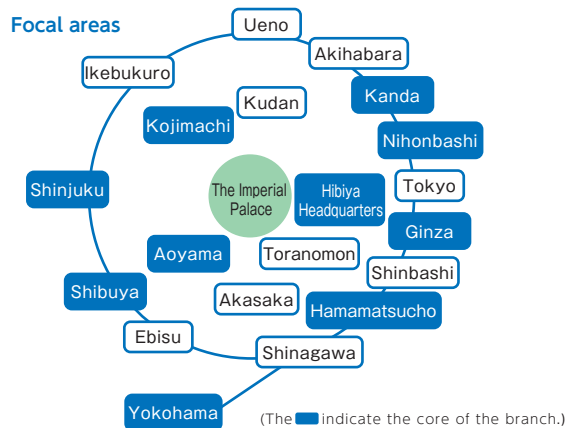 Focal areas
Ueno
Akihabara
Ikebukuro
Kanda
Kudan
Kojimachi
Nihonbashi
Shinjuku
The Imperial
Palace
Hibiya
Headquarters
Tokyo
Ginza
Aoyama
Toranomon
Shinbashi
Shibuya
Akasaka
Hamamatsucho
Ebisu
Shinagawa
Yokohama
(The indicate the core of the branch.)